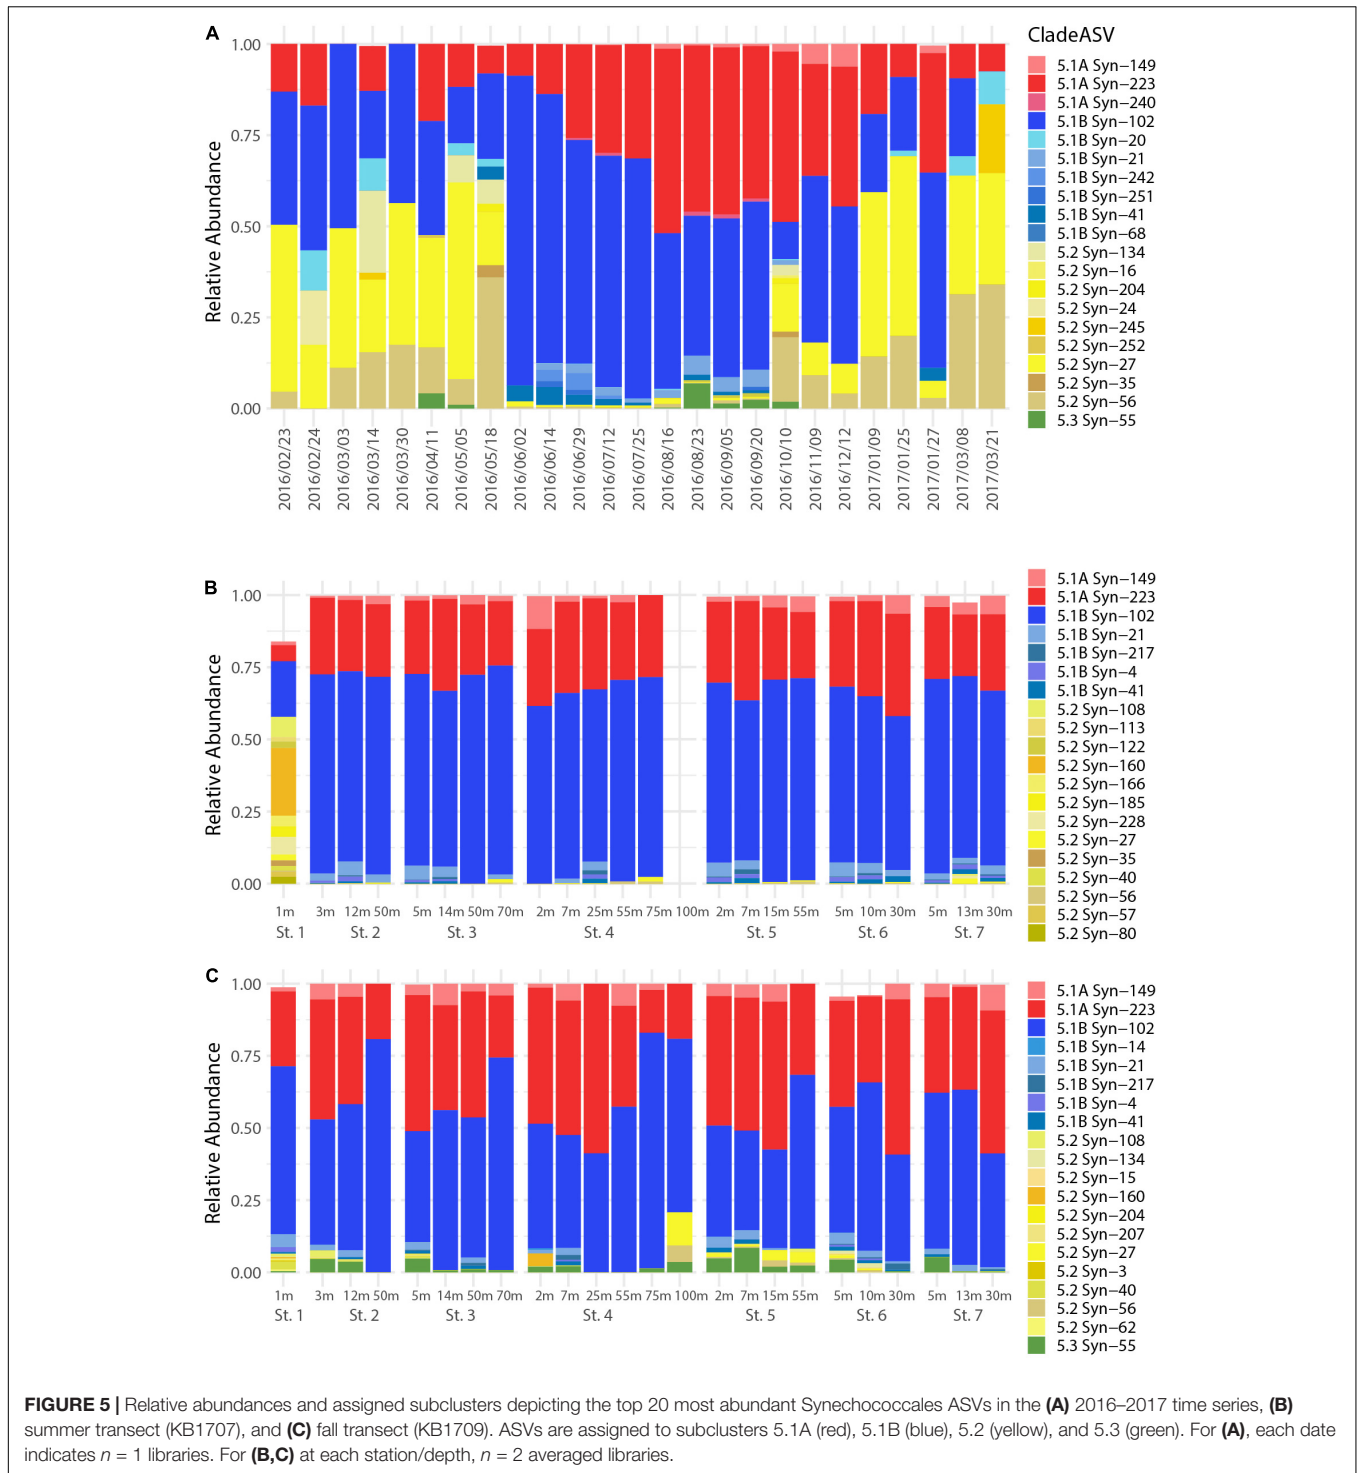 A
CladeASV
Relative Abundance
1.00
0.75
0.50
0.25
0.00
2016/02/23
2016/02/24
2016/03/03
2016/03/14
2016/03/30
2016/04/11
2016/05/05
2016/05/18
2016/06/02
2016/06/14
2016/06/29
2016/07/12
2016/07/25
2016/08/16
2016/08/23
2016/09/05
2016/09/20
2016/10/10
2016/11/09
2016/12/12
2017/01/09
2017/01/25
2017/01/27
2017/03/08
2017/03/21
5.1A Syn−149
5.1A Syn−223
5.1A Syn−240
5.1B Syn−102
5.1B Syn−20
5.1B Syn−21
5.1B Syn−242
5.1B Syn−251
5.1B Syn−41
5.1B Syn−68
5.2 Syn−134
5.2 Syn−16
5.2 Syn−204
5.2 Syn−24
5.2 Syn−245
5.2 Syn−252
5.2 Syn−27
5.2 Syn−35
5.2 Syn−56
5.3 Syn−55
B
Relative Abundance
1.00
0.75
0.50
0.25
0.00
1m 3m 12m 50m 5m 14m 50m 70m 2m 7m 25m 55m 75m 100m 2m 7m 15m 55m 5m 10m 30m 5m 13m 30m
St. 1 St. 2 St. 3 St. 4 St. 5 St. 6 St. 7
5.1A Syn−149
5.1A Syn−223
5.1B Syn−102
5.1B Syn−21
5.1B Syn−217
5.1B Syn−4
5.1B Syn−41
5.2 Syn−108
5.2 Syn−113
5.2 Syn−122
5.2 Syn−160
5.2 Syn−166
5.2 Syn−185
5.2 Syn−228
5.2 Syn−27
5.2 Syn−35
5.2 Syn−40
5.2 Syn−56
5.2 Syn−57
5.2 Syn−80
C
Relative Abundance
1.00
0.75
0.50
0.25
0.00
1m 3m 12m 50m 5m 14m 50m 70m 2m 7m 25m 55m 75m 100m 2m 7m 15m 55m 5m 10m 30m 5m 13m 30m
St. 1 St. 2 St. 3 St. 4 St. 5 St. 6 St. 7
5.1A Syn−149
5.1A Syn−223
5.1B Syn−102
5.1B Syn−14
5.1B Syn−21
5.1B Syn−217
5.1B Syn−4
5.1B Syn−41
5.2 Syn−108
5.2 Syn−134
5.2 Syn−15
5.2 Syn−160
5.2 Syn−204
5.2 Syn−207
5.2 Syn−27
5.2 Syn−3
5.2 Syn−40
5.2 Syn−56
5.2 Syn−62
5.3 Syn−55
FIGURE 5 | Relative abundances and assigned subclusters depicting the top 20 most abundant Synechococcales ASVs in the (A) 2016–2017 time series, (B)
summer transect (KB1707), and (C) fall transect (KB1709). ASVs are assigned to subclusters 5.1A (red), 5.1B (blue), 5.2 (yellow), and 5.3 (green). For (A), each date
indicates n = 1 libraries. For (B,C) at each station/depth, n = 2 averaged libraries.